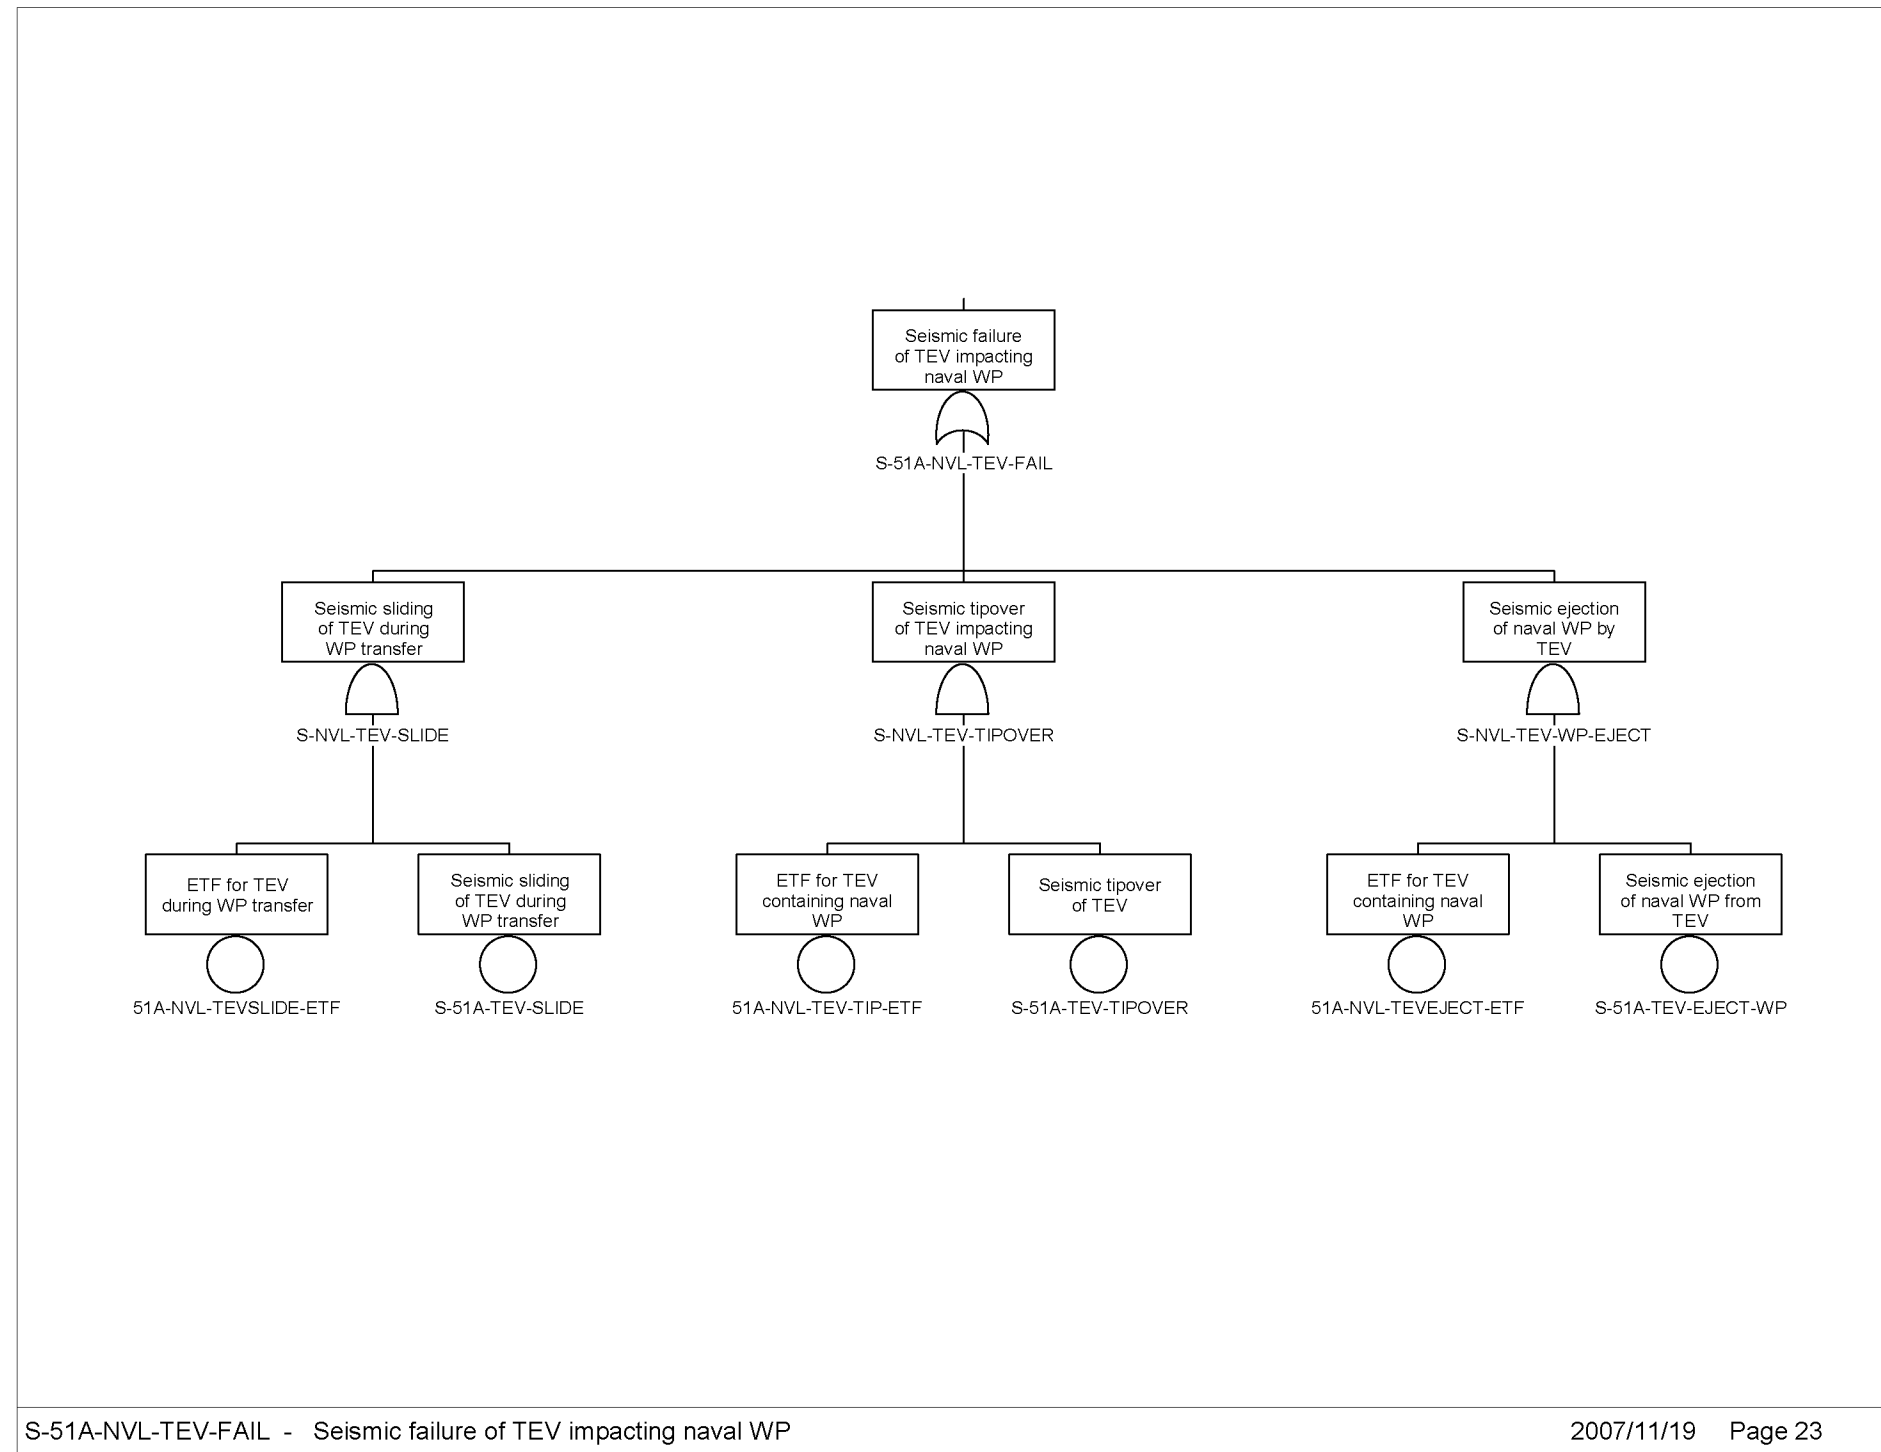 Seismic failure
of TEV impacting
naval WP
S-51A-NVL-TEV-FAIL
Seismic sliding
of TEV during
WP transfer
S-NVL-TEV-SLIDE
Seismic tipover
of TEV impacting
naval WP
S-NVL-TEV-TIPOVER
Seismic ejection
of naval WP by
TEV
S-NVL-TEV-WP-EJECT
ETF for TEV
during WP transfer
51A-NVL-TEVSLIDE-ETF
Seismic sliding
of TEV during
WP transfer
S-51A-TEV-SLIDE
ETF for TEV
containing naval
WP
51A-NVL-TEV-TIP-ETF
Seismic tipover
of TEV
S-51A-TEV-TIPOVER
ETF for TEV
containing naval
WP
51A-NVL-TEVEJECT-ETF
Seismic ejection
of naval WP from
TEV
S-51A-TEV-EJECT-WP
S-51A-NVL-TEV-FAIL - Seismic failure of TEV impacting naval WP
2007/11/19 Page 23